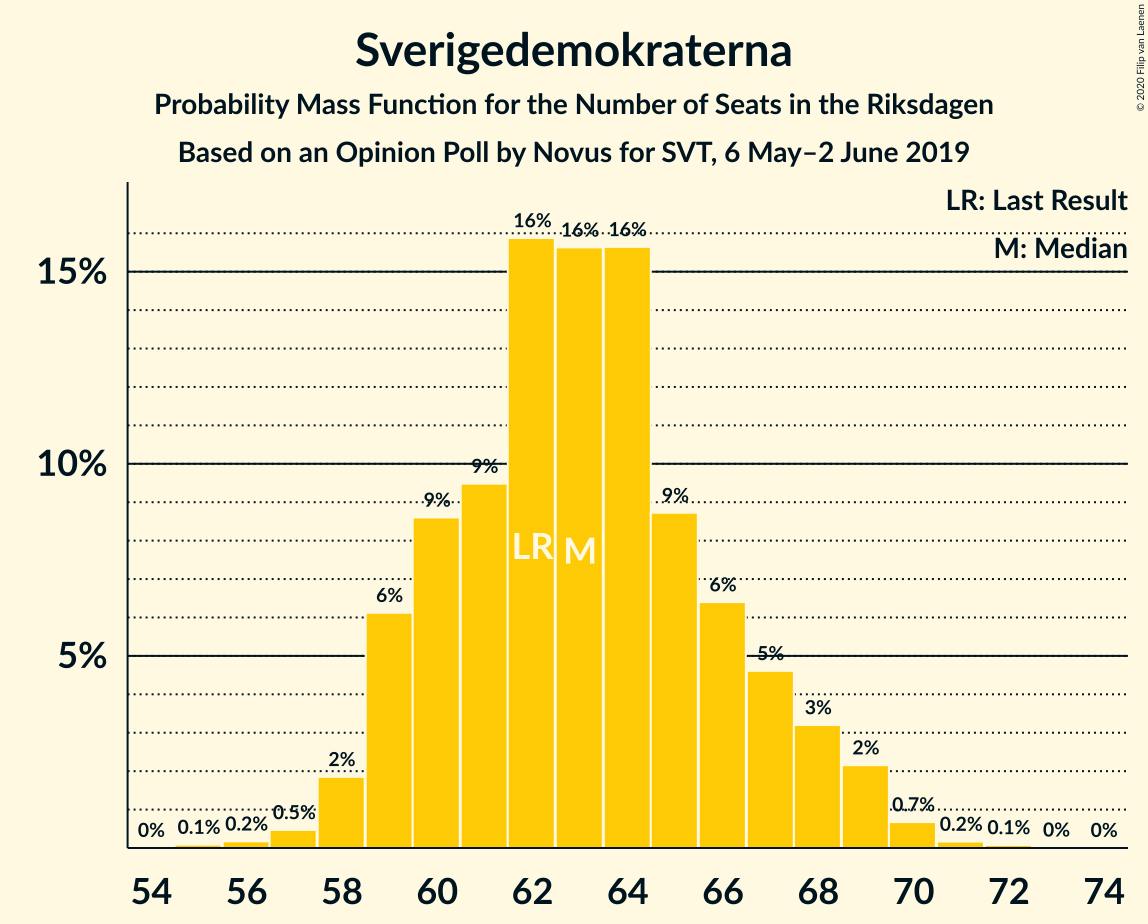 Sverigedemokraterna
Probability Mass Function for the Number of Seats in the Riksdagen
Based on an Opinion Poll by Novus for SVT, 6 May–2 June 2019
© 2020 Filip van Laenen
LR: Last Result
M: Median
15%
10%
5%
0%
0.1%
0.2%
0.5%
2%
6%
9%
9%
16%
16%
16%
9%
6%
5%
3%
2%
0.7%
0.2%
0.1%
0%
0%
LR
M
54 56 58 60 62 64 66 68 70 72 74